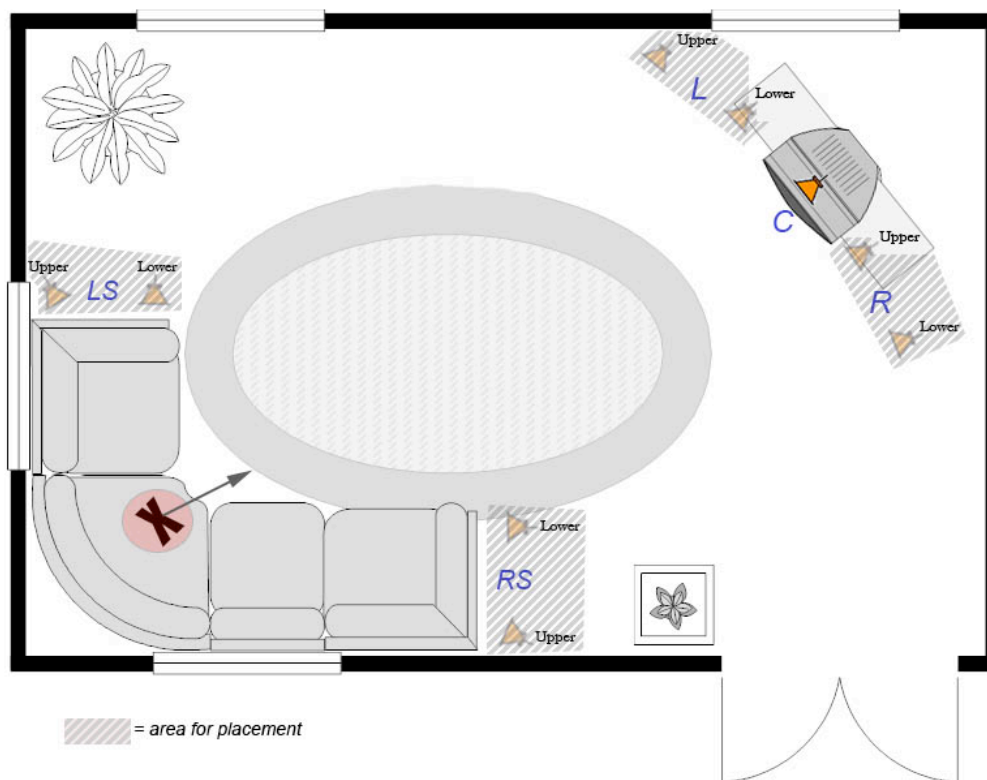 Upper
L
Lower
C
Upper
R
Lower
Upper
LS
Lower
X
Lower
RS
Upper
= area for placement